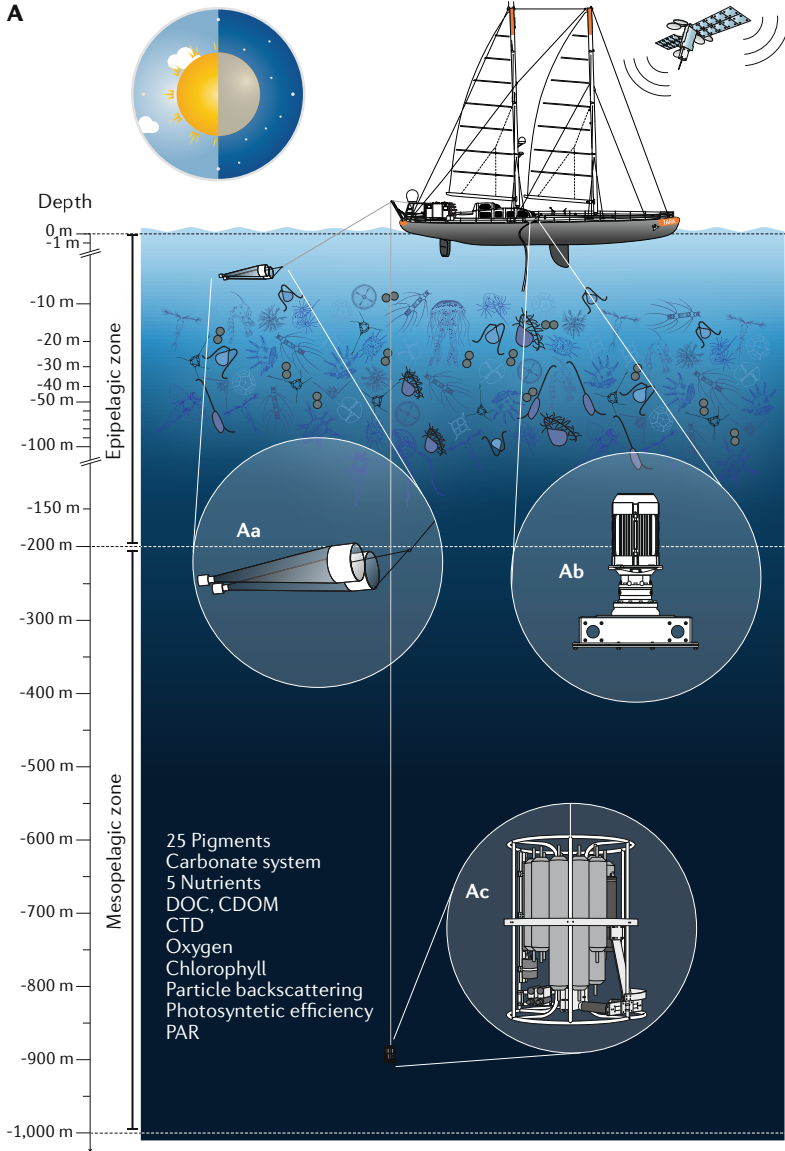 A
Depth
0 m
-1 m
-10 m
-20 m
-30 m
-40 m
-50 m
-100 m
-150 m
-200 m
-300 m
-400 m
-500 m
-600 m
-700 m
-800 m
-900 m
-1,000 m
Epipelagic zone
Mesopelagic zone
TARA
Aa
Ab
Ac
25 Pigments
Carbonate system
5 Nutrients
DOC, CDOM
CTD
Oxygen
Chlorophyll
Particle backscattering
Photosyntetic efficiency
PAR